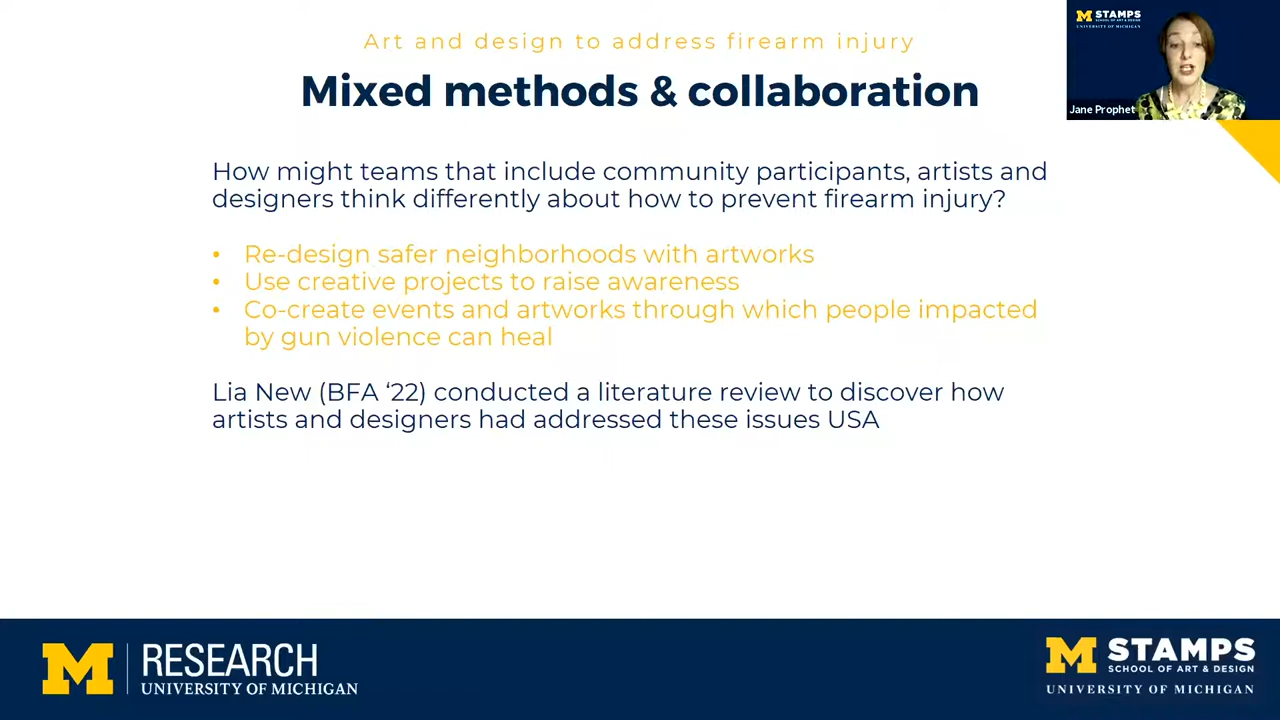 Art and design to address firearm injury
Mixed methods & collaboration
M STAMPS
SCHOOL OF ART & DESIGN
UNIVERSITY OF MICHIGAN
Jane Prophet
How might teams that include community participants, artists and
designers think differently about how to prevent firearm injury?
• Re-design safer neighborhoods with artworks
• Use creative projects to raise awareness
• Co-create events and artworks through which people impacted
by gun violence can heal
Lia New (BFA ‘22) conducted a literature review to discover how
artists and designers had addressed these issues USA
M RESEARCH
UNIVERSITY OF MICHIGAN
M STAMPS
SCHOOL OF ART & DESIGN
UNIVERSITY OF MICHIGAN